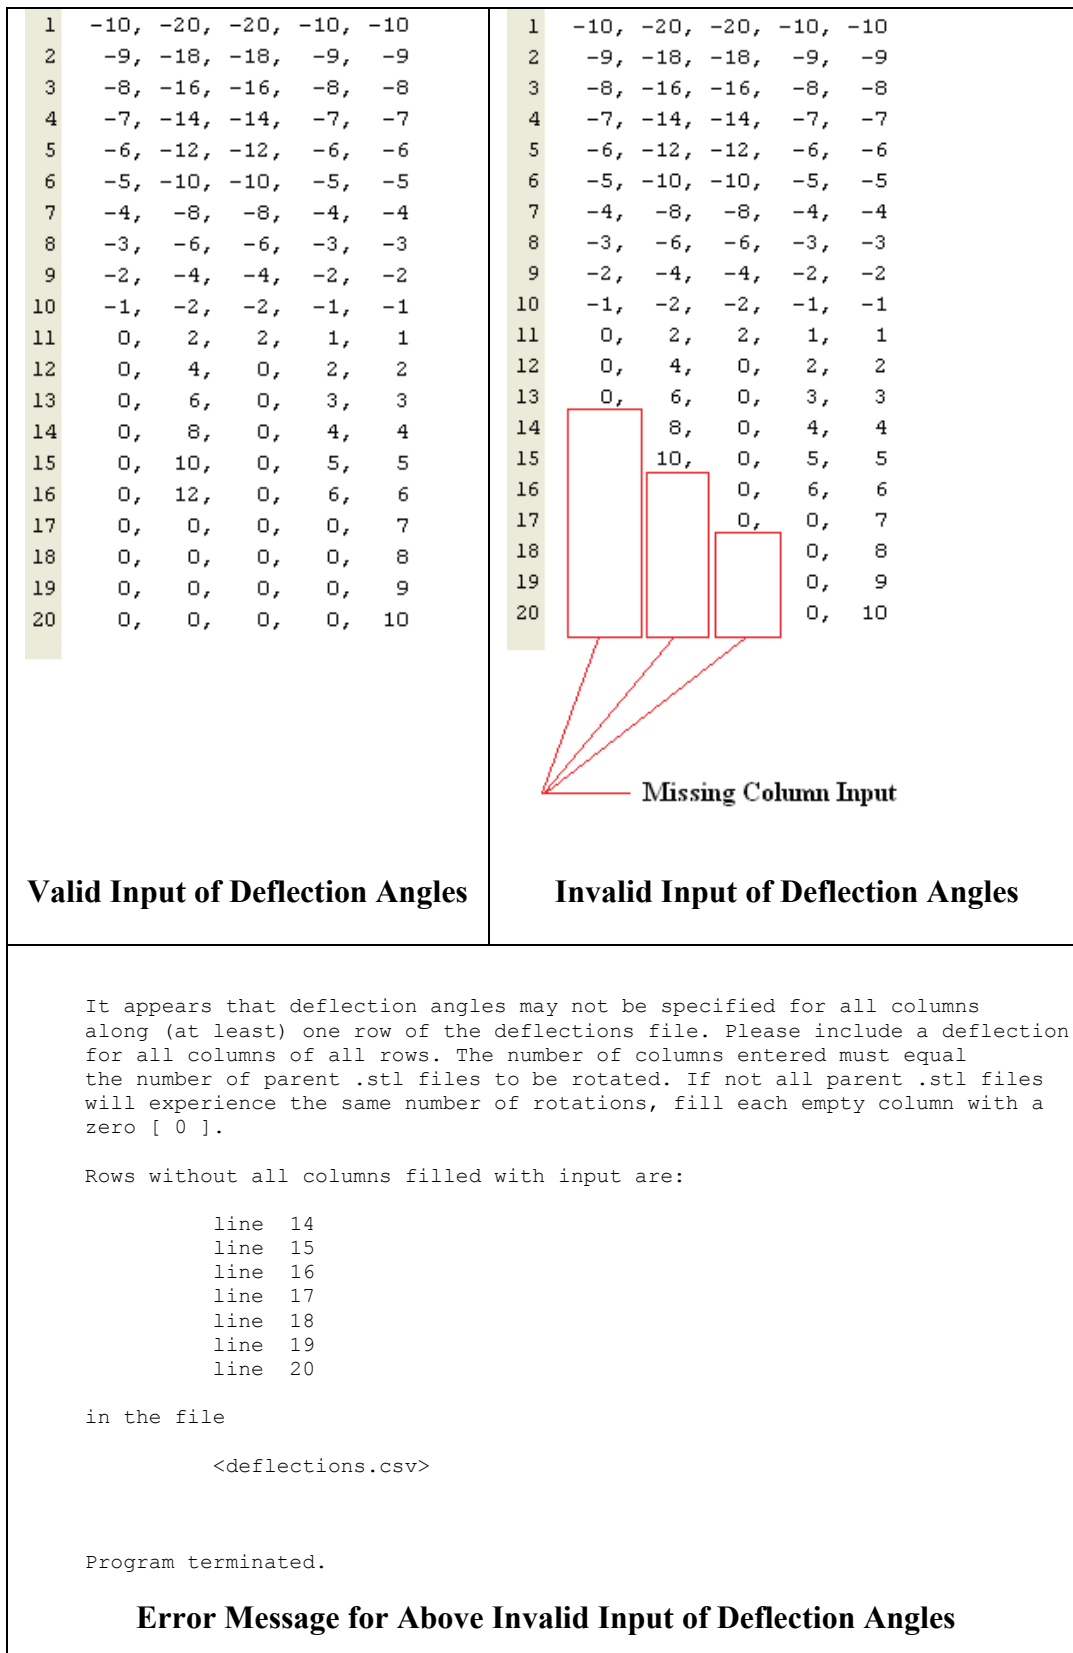 1 -10, -20, -20, -10, -10
2 -9, -18, -18, -9, -9
3 -8, -16, -16, -8, -8
4 -7, -14, -14, -7, -7
5 -6, -12, -12, -6, -6
6 -5, -10, -10, -5, -5
7 -4, -8, -8, -4, -4
8 -3, -6, -6, -3, -3
9 -2, -4, -4, -2, -2
10 -1, -2, -2, -1, -1
11 0, 2, 2, 1, 1
12 0, 4, 0, 2, 2
13 0, 6, 0, 3, 3
14 0, 8, 0, 4, 4
15 0, 10, 0, 5, 5
16 0, 12, 0, 6, 6
17 0, 0, 0, 0, 7
18 0, 0, 0, 0, 8
19 0, 0, 0, 0, 9
20 0, 0, 0, 0, 10
Valid Input of Deflection Angles
1 -10, -20, -20, -10, -10
2 -9, -18, -18, -9, -9
3 -8, -16, -16, -8, -8
4 -7, -14, -14, -7, -7
5 -6, -12, -12, -6, -6
6 -5, -10, -10, -5, -5
7 -4, -8, -8, -4, -4
8 -3, -6, -6, -3, -3
9 -2, -4, -4, -2, -2
10 -1, -2, -2, -1, -1
11 0, 2, 2, 1, 1
12 0, 4, 0, 2, 2
13 0, 6, 0, 3, 3
14 8, 0, 4, 4
15 10, 0, 5, 5
16 0, 6, 6
17 0, 0, 7
18 0, 8
19 0, 9
20 0, 10
Missing Column Input
Invalid Input of Deflection Angles
It appears that deflection angles may not be specified for all columns
along (at least) one row of the deflections file. Please include a deflection
for all columns of all rows. The number of columns entered must equal
the number of parent .stl files to be rotated. If not all parent .stl files
will experience the same number of rotations, fill each empty column with a
zero [ 0 ].
Rows without all columns filled with input are:
line 14
line 15
line 16
line 17
line 18
line 19
line 20
in the file
<deflections.csv>
Program terminated.
Error Message for Above Invalid Input of Deflection Angles